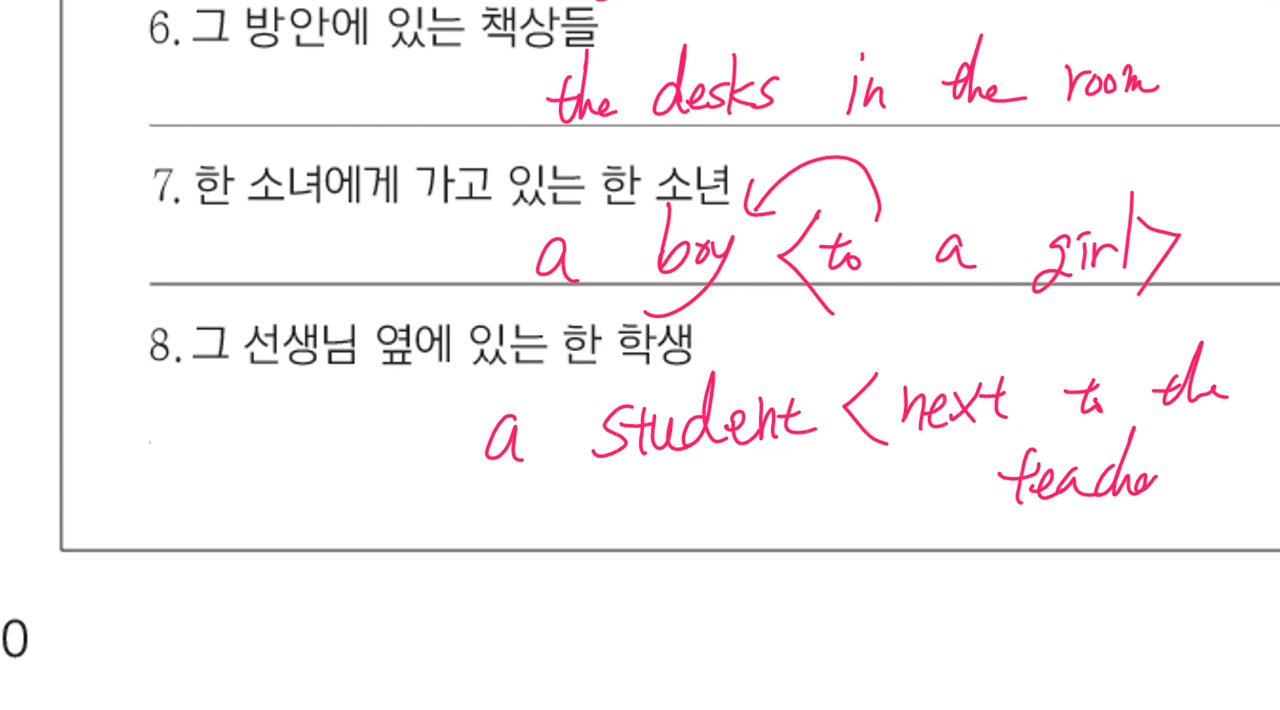 6. 그 방안에 있는 책상들
the desks in the room
7. 한 소녀에게 가고 있는 한 소년
a boy <to a girl>
8. 그 선생님 옆에 있는 한 학생
a student <next to the
teacher
0